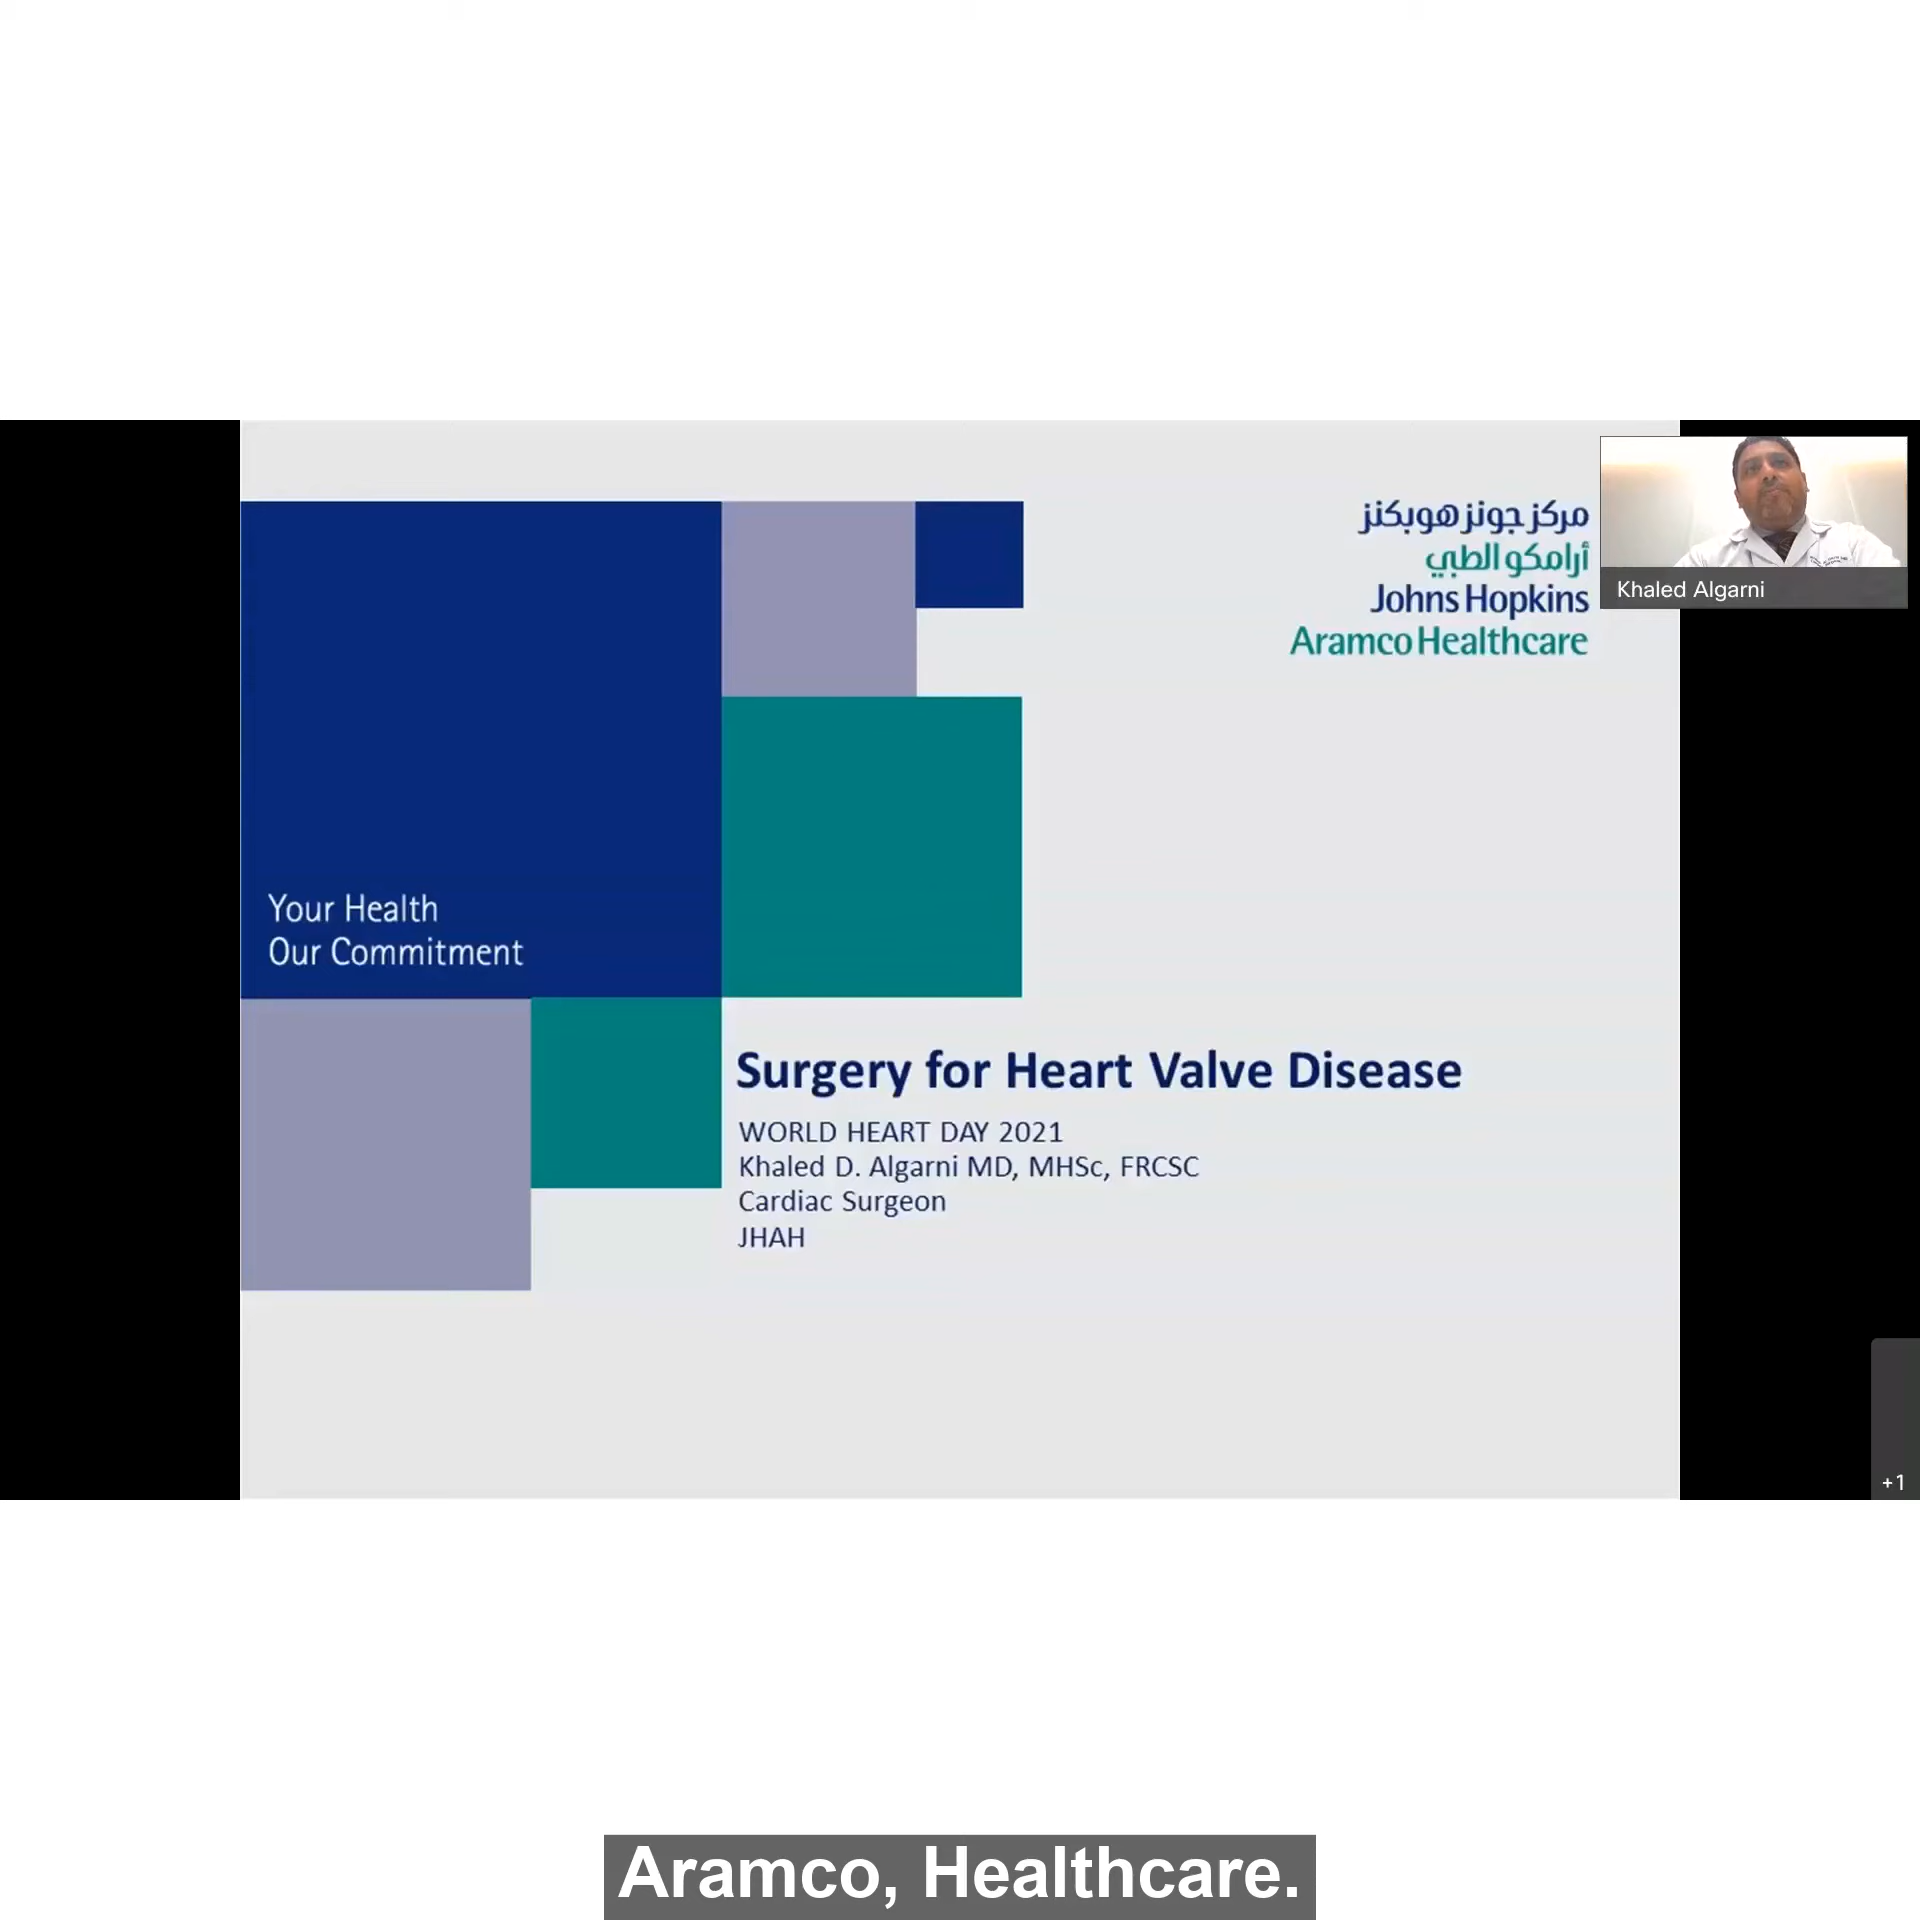 مركز جونز هوبكنز
أرامكو الطبي
Johns Hopkins
Aramco Healthcare
Khaled Algarni
Your Health
Our Commitment
Surgery for Heart Valve Disease
WORLD HEART DAY 2021
Khaled D. Algarni MD, MHSc, FRCSC
Cardiac Surgeon
JHAH
+1
Aramco, Healthcare.